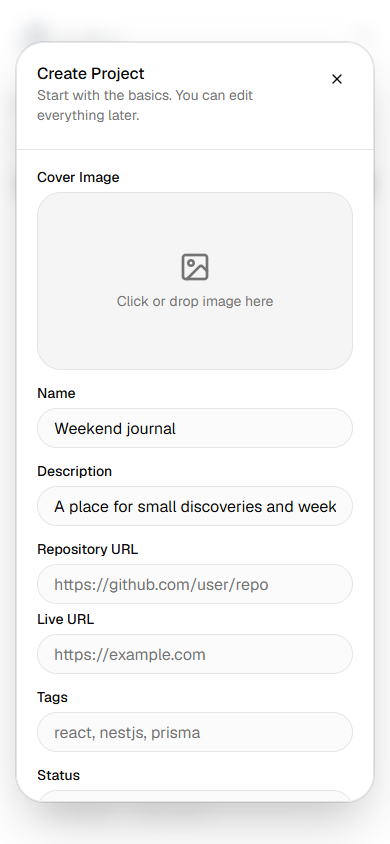 Create Project
Start with the basics. You can edit
everything later.
Cover Image
Click or drop image here
Name
Weekend journal
Description
A place for small discoveries and week
Repository URL
https://github.com/user/repo
Live URL
https://example.com
Tags
react, nestjs, prisma
Status